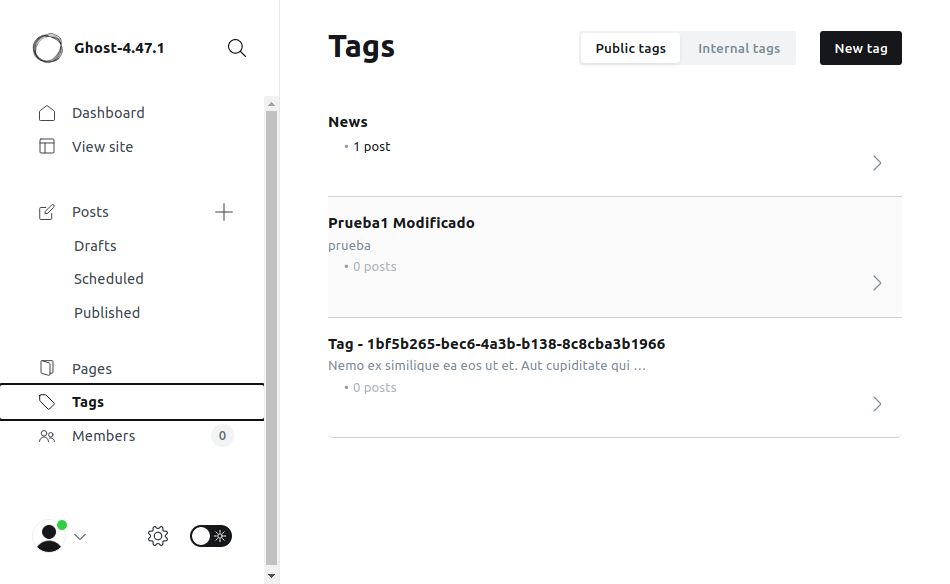 Ghost-4.47.1
Dashboard
View site
Posts
Drafts
Scheduled
Published
Pages
Tags
Members 0
Tags
Public tags
Internal tags
New tag
News
• 1 post
Prueba1 Modificado
prueba
• 0 posts
Tag - 1bf5b265-bec6-4a3b-b138-8c8cba3b1966
Nemo ex similique ea eos ut et. Aut cupiditate qui …
• 0 posts